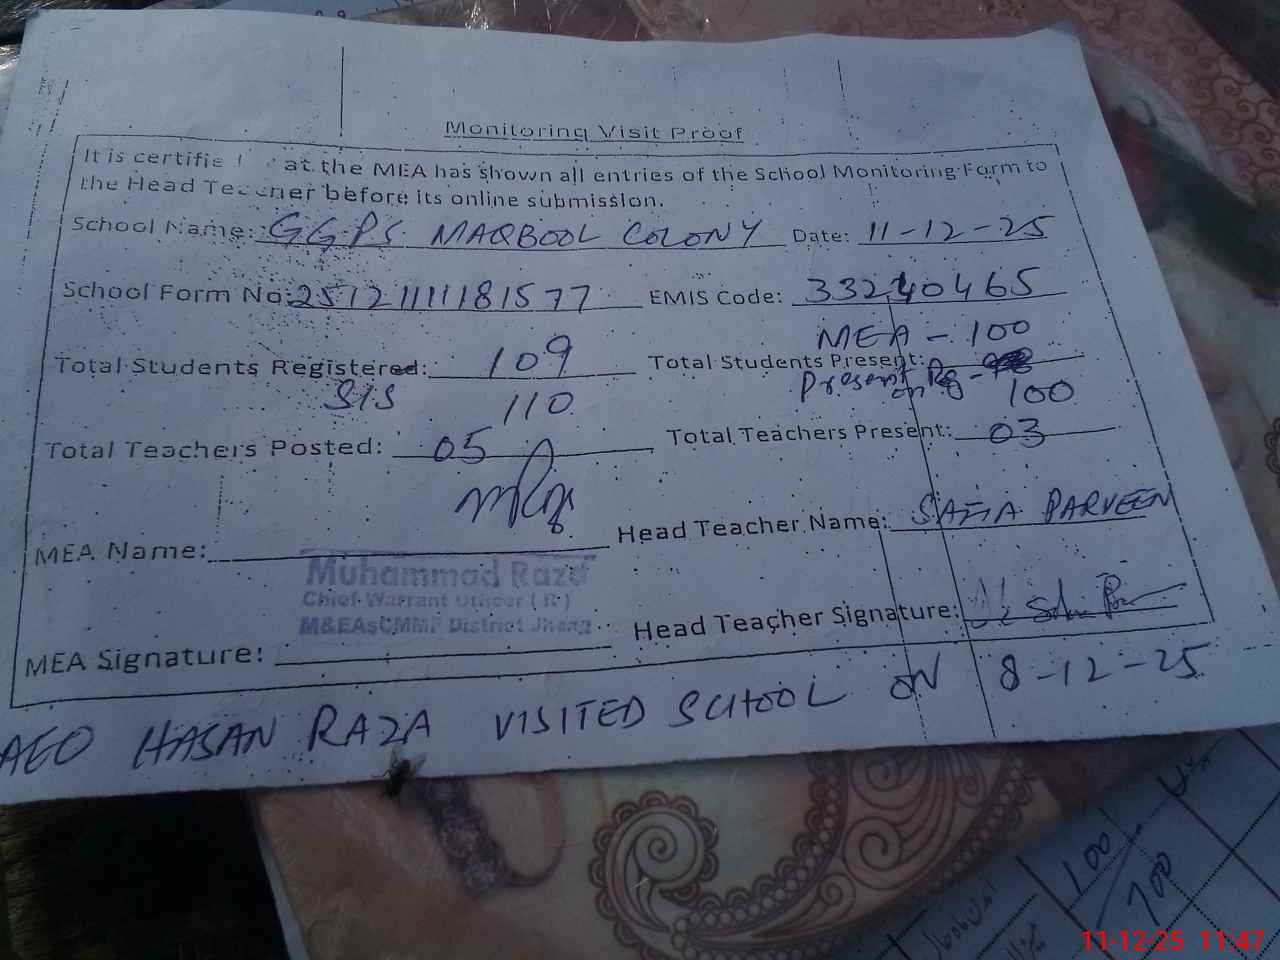 Monitoring Visit Proof
It is certifie at the MEA has shown all entries of the School Monitoring Form to
the Head Teacher before its online submission.
School Name: GGPS MAQBOOL COLONY Date: 11-12-25
School Form No: 2512111181577 EMIS Code: 33240465
MEA - 100
Total Students Registered: 109 Total Students Present:
SIS 110 Present on Rg - 100
Total Teachers Posted: 05 Total Teachers Present: 03
MEA Name: Head Teacher Name: SAFIA PARVEEN
Muhammad Raza
Chief Warrant Officer ( R )
M&EAsCMMF District Jhang
MEA Signature: Head Teacher Signature:
AEO HASAN RAZA VISITED SCHOOL ON 8-12-25
100
100
11-12-25 11:47